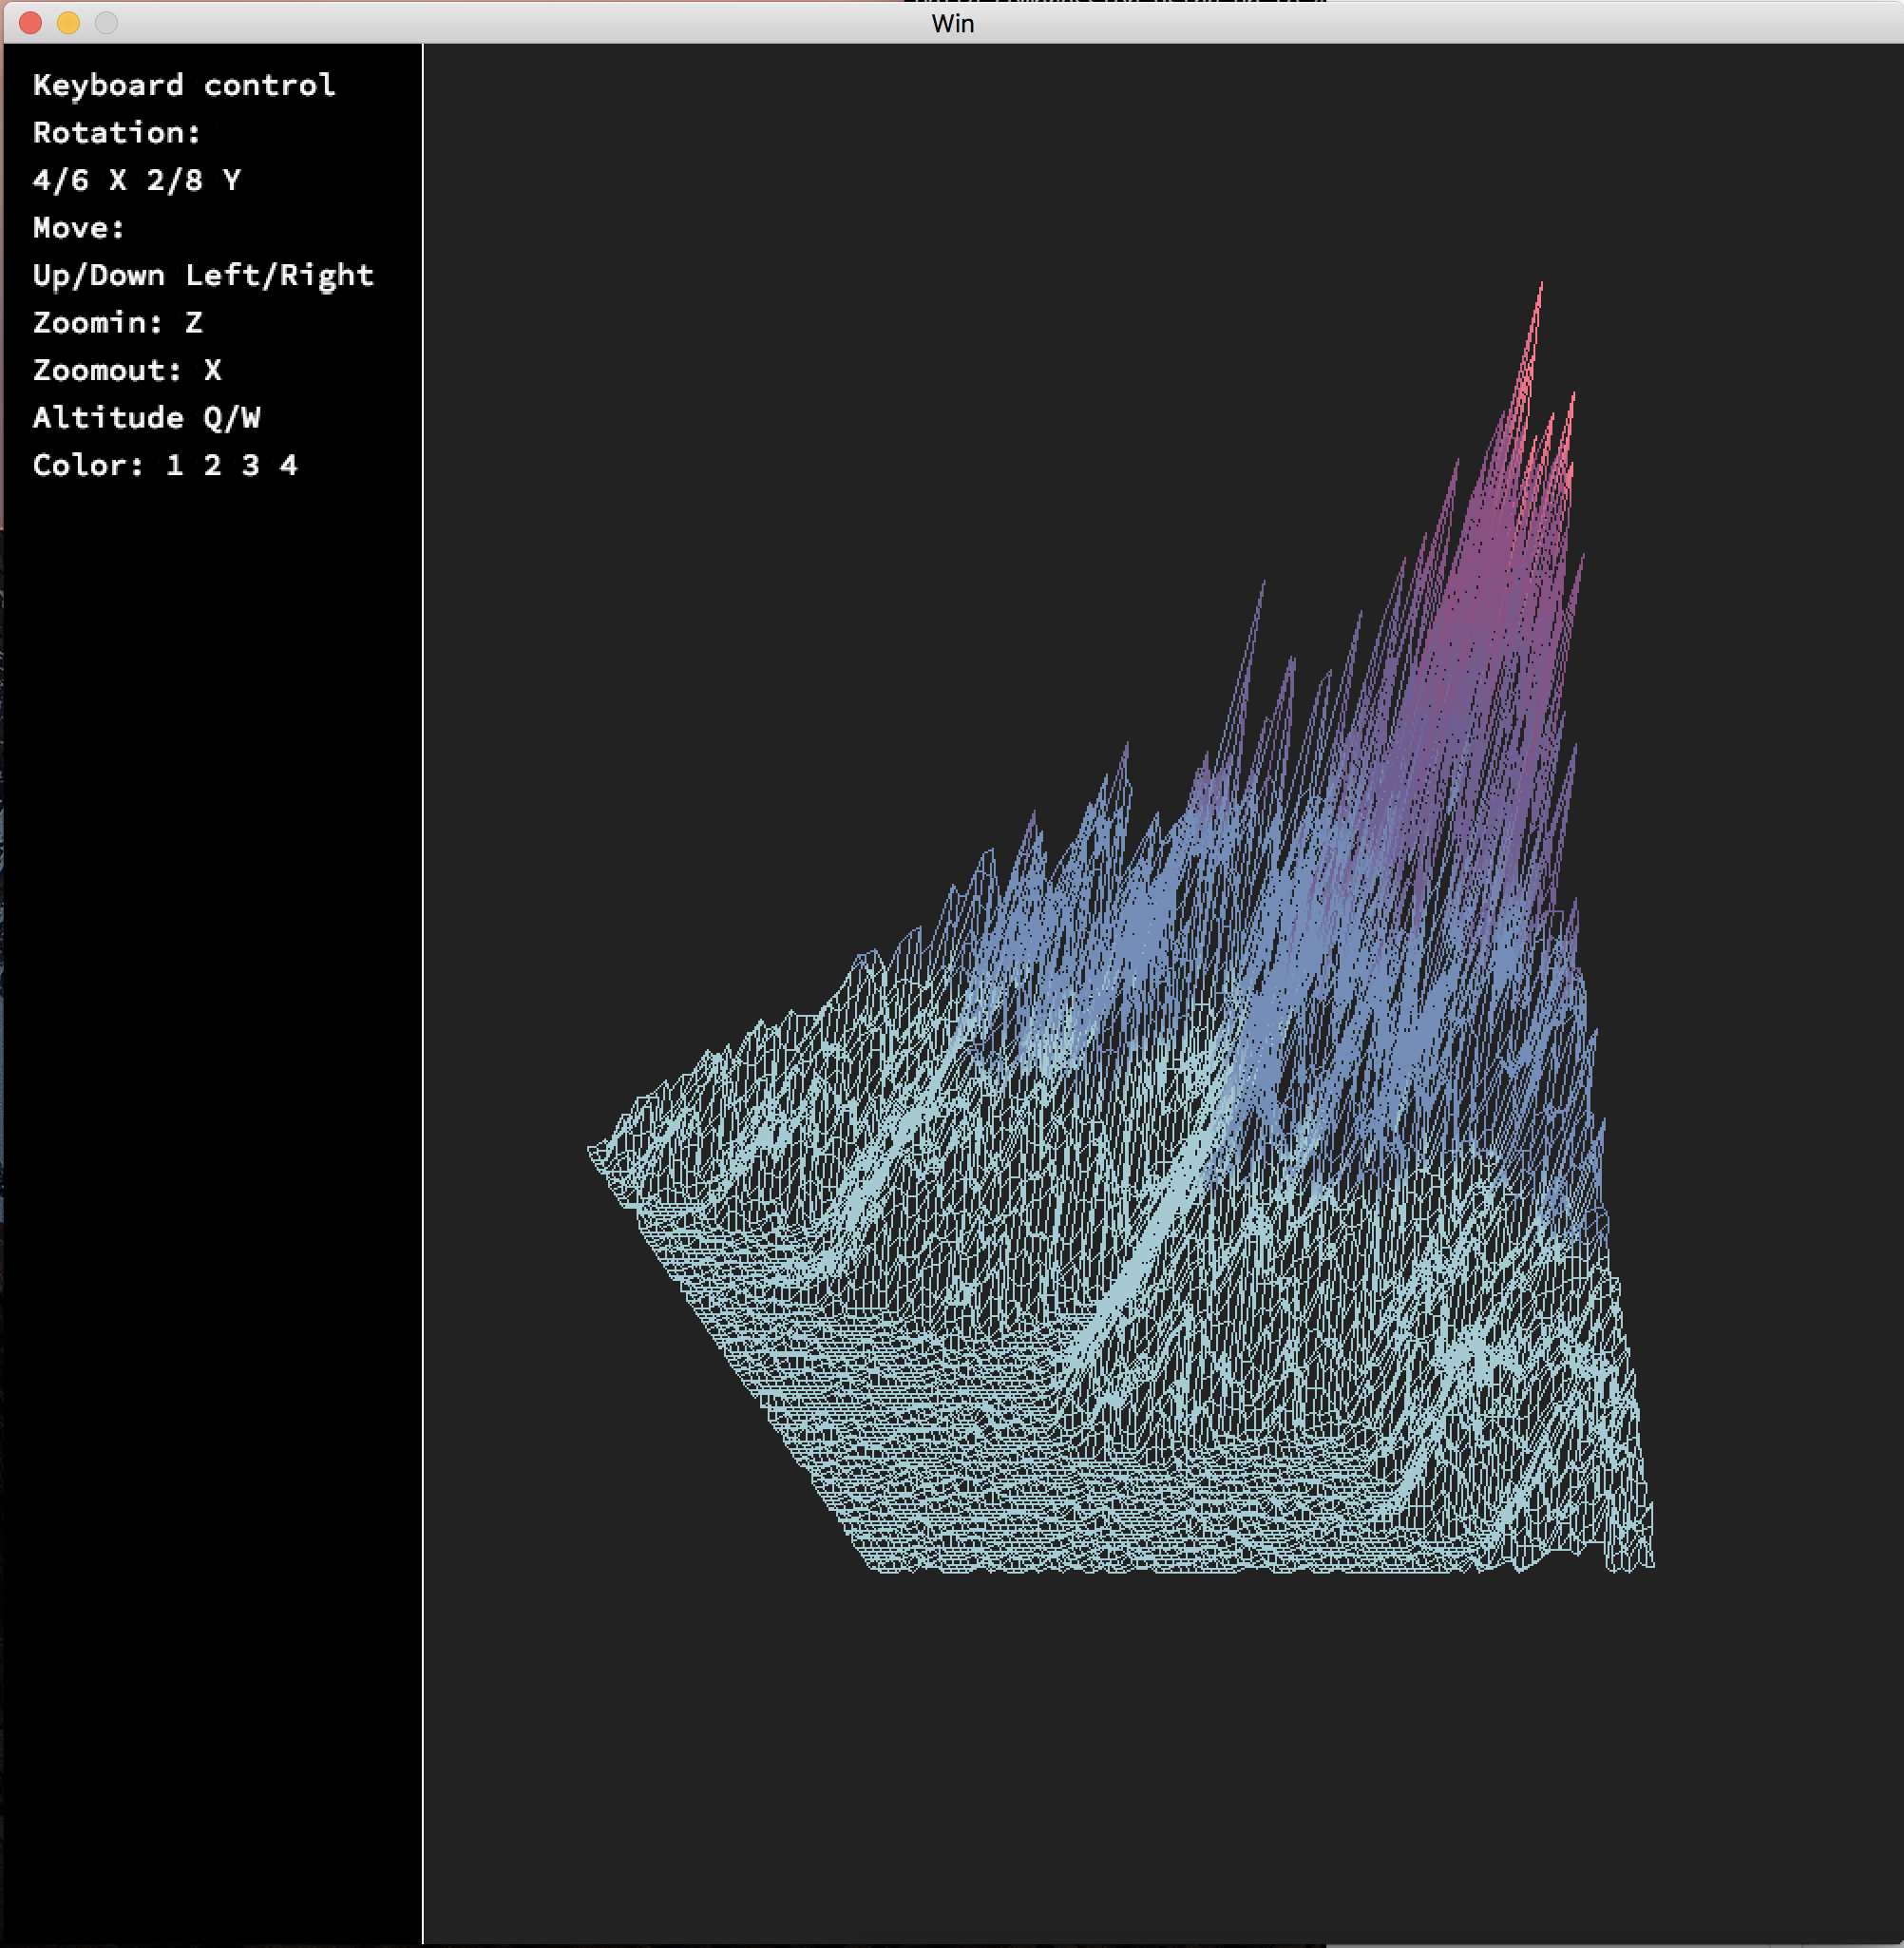 Win
Keyboard control
Rotation:
4/6 X 2/8 Y
Move:
Up/Down Left/Right
Zoomin: Z
Zoomout: X
Altitude Q/W
Color: 1 2 3 4